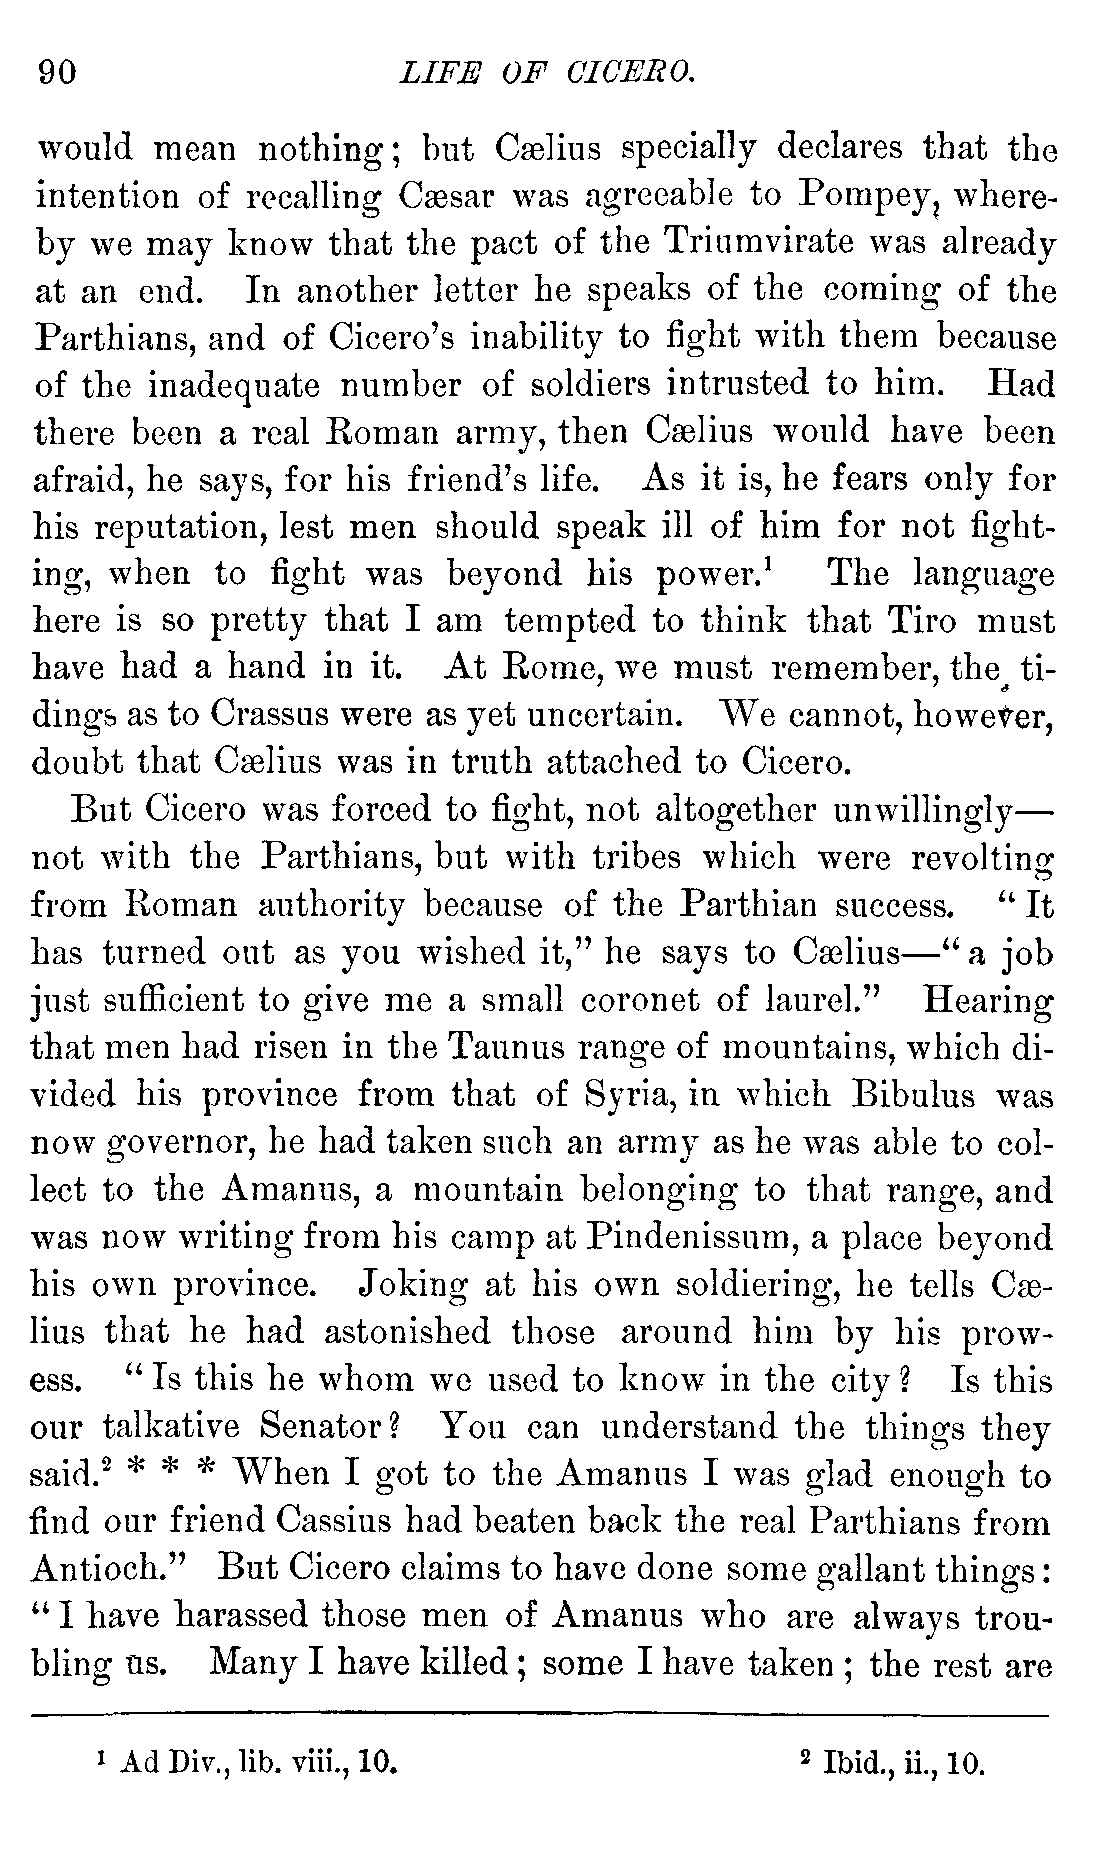 90 LIFE OF CICERO.
would mean nothing; but Cælius specially declares that the
intention of recalling Cæsar was agreeable to Pompey, where-
by we may know that the pact of the Triumvirate was already
at an end. In another letter he speaks of the coming of the
Parthians, and of Cicero's inability to fight with them because
of the inadequate number of soldiers intrusted to him. Had
there been a real Roman army, then Cælius would have been
afraid, he says, for his friend's life. As it is, he fears only for
his reputation, lest men should speak ill of him for not fight-
ing, when to fight was beyond his power.¹ The language
here is so pretty that I am tempted to think that Tiro must
have had a hand in it. At Rome, we must remember, the ti-
dings as to Crassus were as yet uncertain. We cannot, however,
doubt that Cælius was in truth attached to Cicero.
But Cicero was forced to fight, not altogether unwillingly—
not with the Parthians, but with tribes which were revolting
from Roman authority because of the Parthian success. "It
has turned out as you wished it," he says to Cælius—"a job
just sufficient to give me a small coronet of laurel." Hearing
that men had risen in the Taunus range of mountains, which di-
vided his province from that of Syria, in which Bibulus was
now governor, he had taken such an army as he was able to col-
lect to the Amanus, a mountain belonging to that range, and
was now writing from his camp at Pindenissum, a place beyond
his own province. Joking at his own soldiering, he tells Cæ-
lius that he had astonished those around him by his prow-
ess. "Is this he whom we used to know in the city? Is this
our talkative Senator? You can understand the things they
said.² * * * When I got to the Amanus I was glad enough to
find our friend Cassius had beaten back the real Parthians from
Antioch." But Cicero claims to have done some gallant things:
"I have harassed those men of Amanus who are always trou-
bling us. Many I have killed; some I have taken; the rest are
¹ Ad Div., lib. viii., 10. ² Ibid., ii., 10.